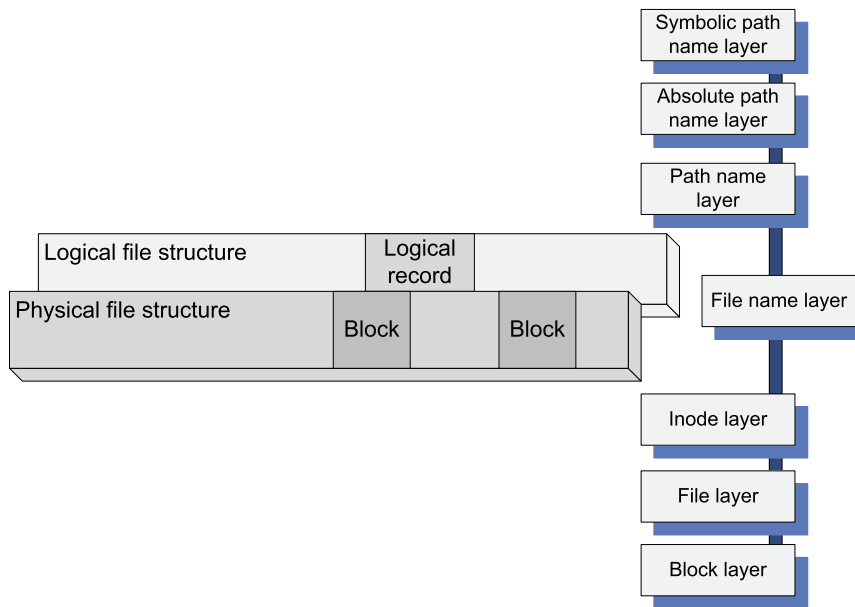 Symbolic path
name layer
Absolute path
name layer
Path name
layer
Logical file structure
Logical
record
Physical file structure
Block
Block
File name layer
Inode layer
File layer
Block layer